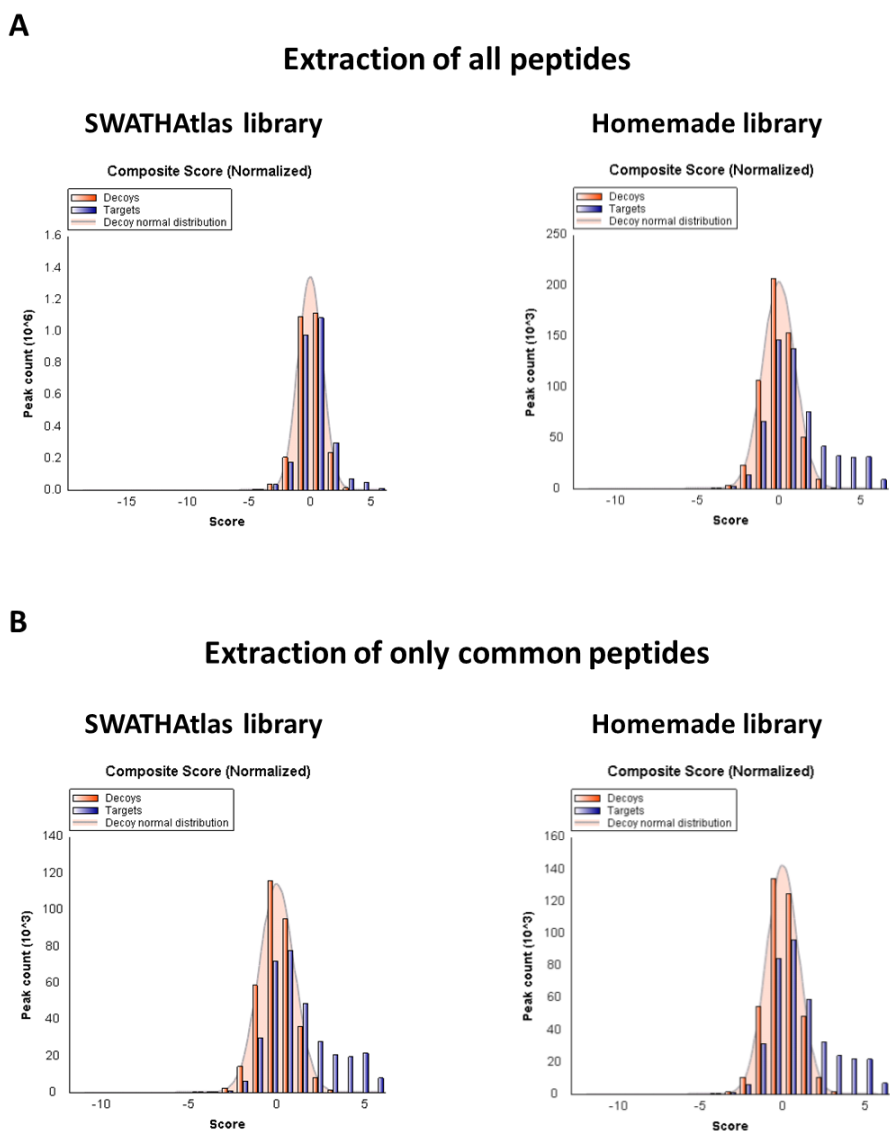 A
Extraction of all peptides
SWATHAtlas library
Homemade library
Composite Score (Normalized)
Decoys
Targets
Decoy normal distribution
1.6
1.4
1.2
1.0
0.8
0.6
0.4
0.2
0.0
Peak count (10^6)
-15
-10
-5
0
5
Score
Composite Score (Normalized)
Decoys
Targets
Decoy normal distribution
250
200
150
100
50
0
Peak count (10^3)
-10
-5
0
5
Score
B
Extraction of only common peptides
SWATHAtlas library
Homemade library
Composite Score (Normalized)
Decoys
Targets
Decoy normal distribution
140
120
100
80
60
40
20
0
Peak count (10^3)
-10
-5
0
5
Score
Composite Score (Normalized)
Decoys
Targets
Decoy normal distribution
160
140
120
100
80
60
40
20
0
Peak count (10^3)
-10
-5
0
5
Score